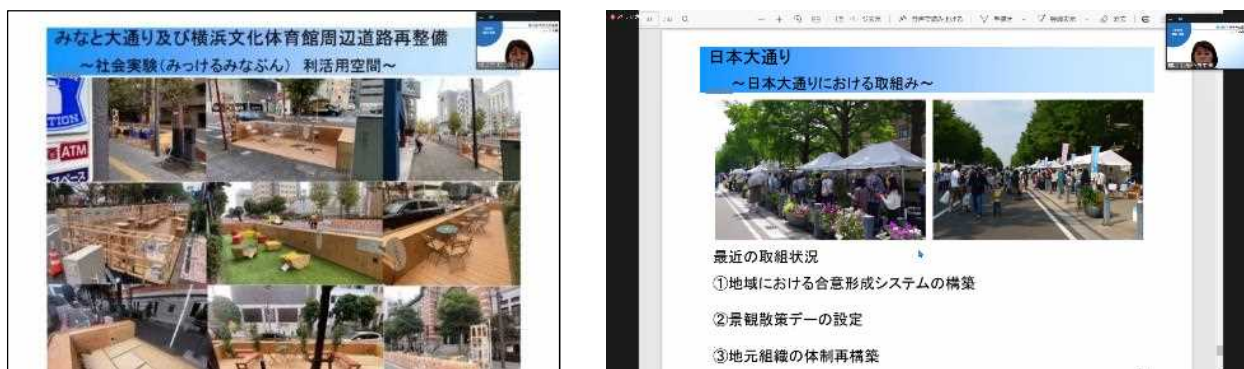 みなと大通り及び横浜文化体育館周辺道路再整備
～社会実験(みっけるみなぶん) 利活用空間～
TION
ATM
スペース
日本大通り
～日本大通りにおける取組み～
最近の取組状況
①地域における合意形成システムの構築
②景観散策デーの設定
③地元組織の体制再構築